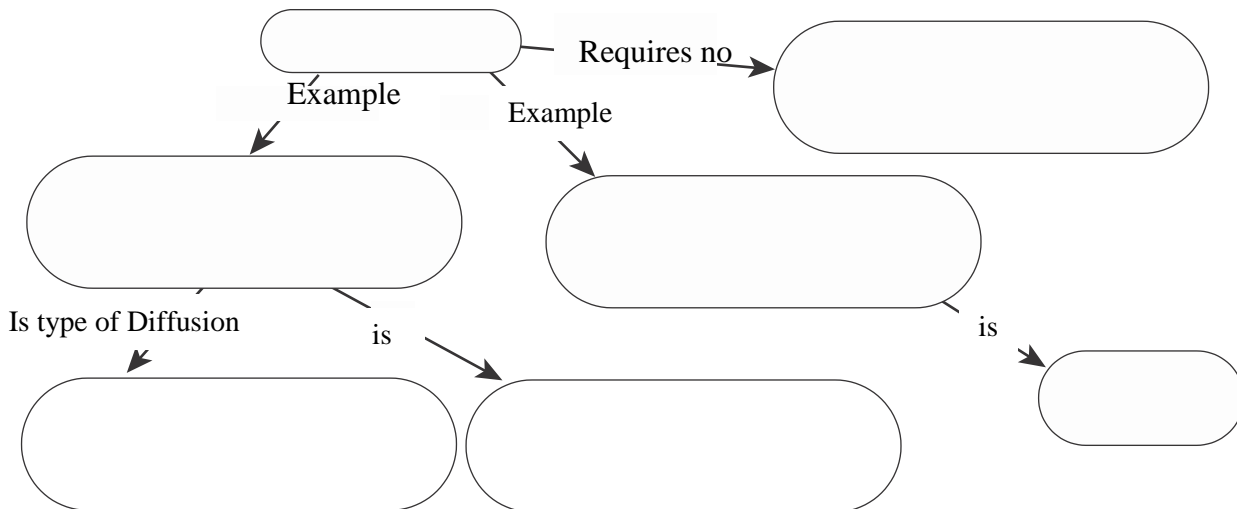 Requires no
Example
Example
Is type of Diffusion
is
is